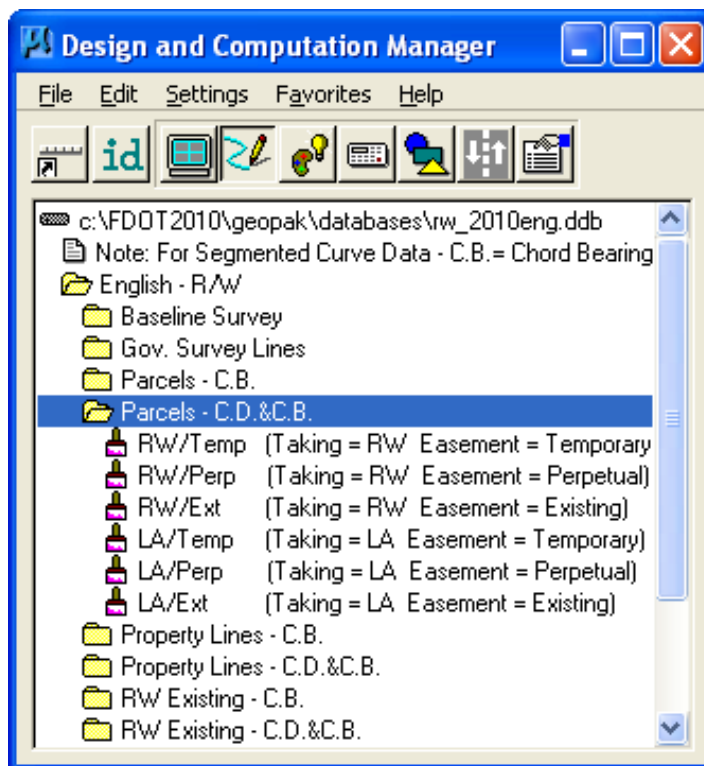 Design and Computation Manager
File Edit Settings Favorites Help
id
c:\FDOT2010\geopak\databases\rw_2010eng.ddb
Note: For Segmented Curve Data - C.B.= Chord Bearing
English - R/W
Baseline Survey
Gov. Survey Lines
Parcels - C.B.
Parcels - C.D.&C.B.
RW/Temp (Taking = RW Easement = Temporary
RW/Perp (Taking = RW Easement = Perpetual)
RW/Ext (Taking = RW Easement = Existing)
LA/Temp (Taking = LA Easement = Temporary)
LA/Perp (Taking = LA Easement = Perpetual)
LA/Ext (Taking = LA Easement = Existing)
Property Lines - C.B.
Property Lines - C.D.&C.B.
RW Existing - C.B.
RW Existing - C.D.&C.B.